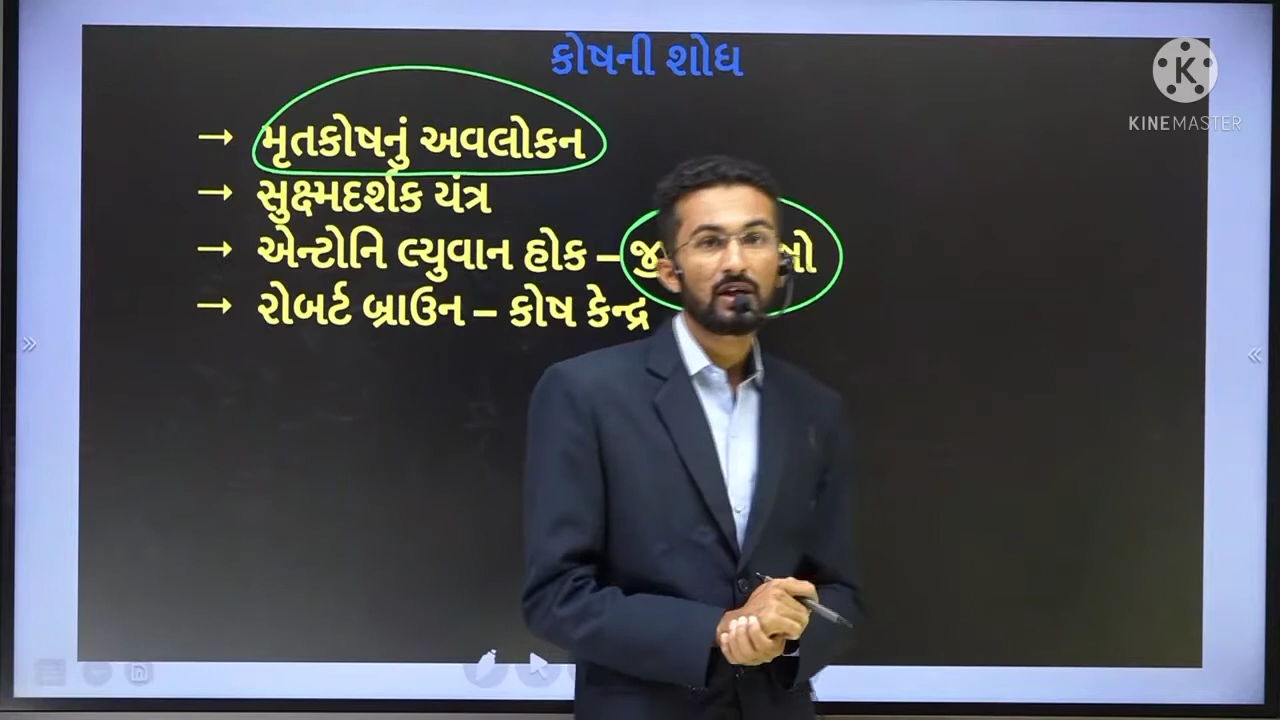 કોષની શોધ
→ મૃતકોષનું અવલોકન
→ સુક્ષ્મદર્શક યંત્ર
→ એન્ટોનિ લ્યુવાન હોક –
→ રોબર્ટ બ્રાઉન – કોષ કેન્દ્ર
K
KINEMASTER